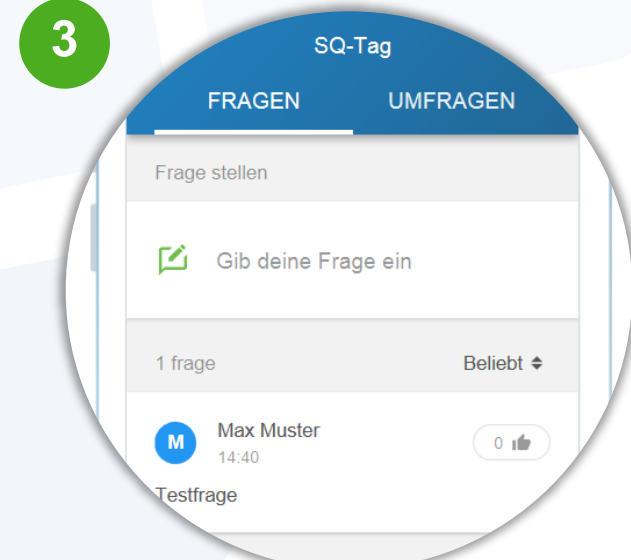 3
SQ-Tag
FRAGEN UMFRAGEN
Frage stellen
Gib deine Frage ein
1 frage Beliebt
M Max Muster 0
14:40
Testfrage